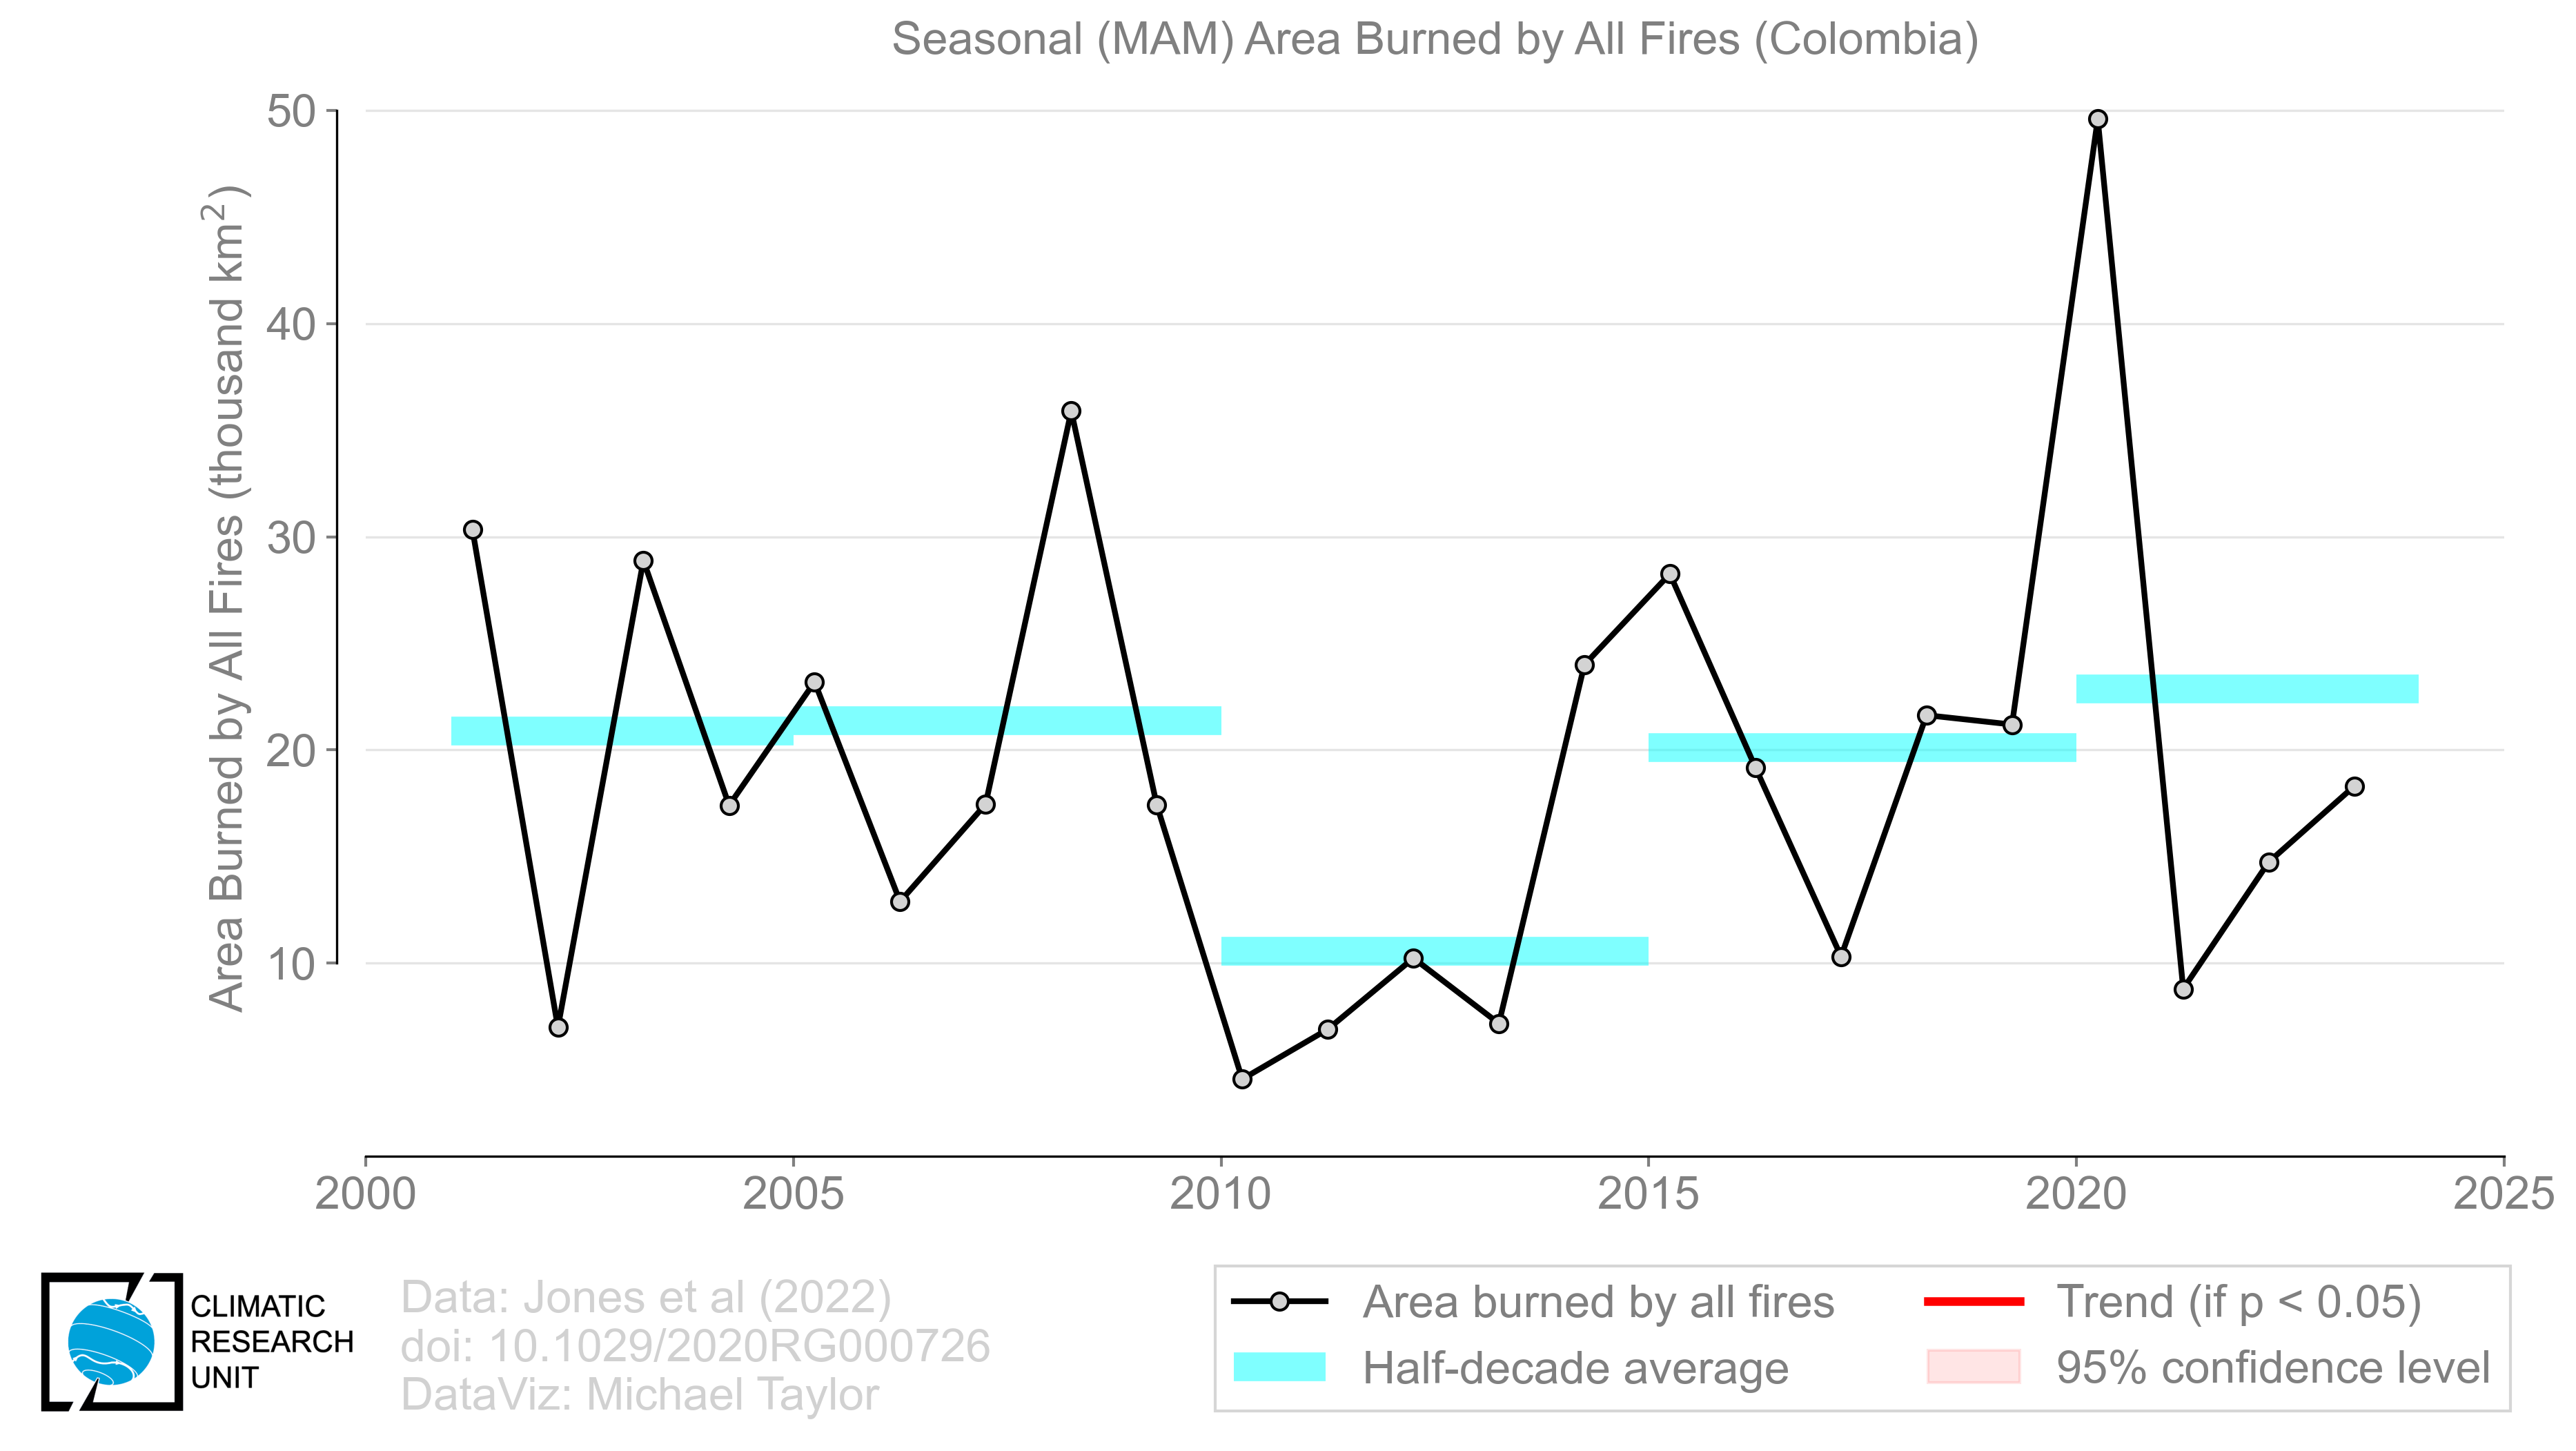 Seasonal (MAM) Area Burned by All Fires (Colombia)
Area Burned by All Fires (thousand km²)
50
40
30
20
10
2000
2005
2010
2015
2020
2025
CLIMATIC
RESEARCH
UNIT
Data: Jones et al (2022)
doi: 10.1029/2020RG000726
DataViz: Michael Taylor
Area burned by all fires
Half-decade average
Trend (if p < 0.05)
95% confidence level